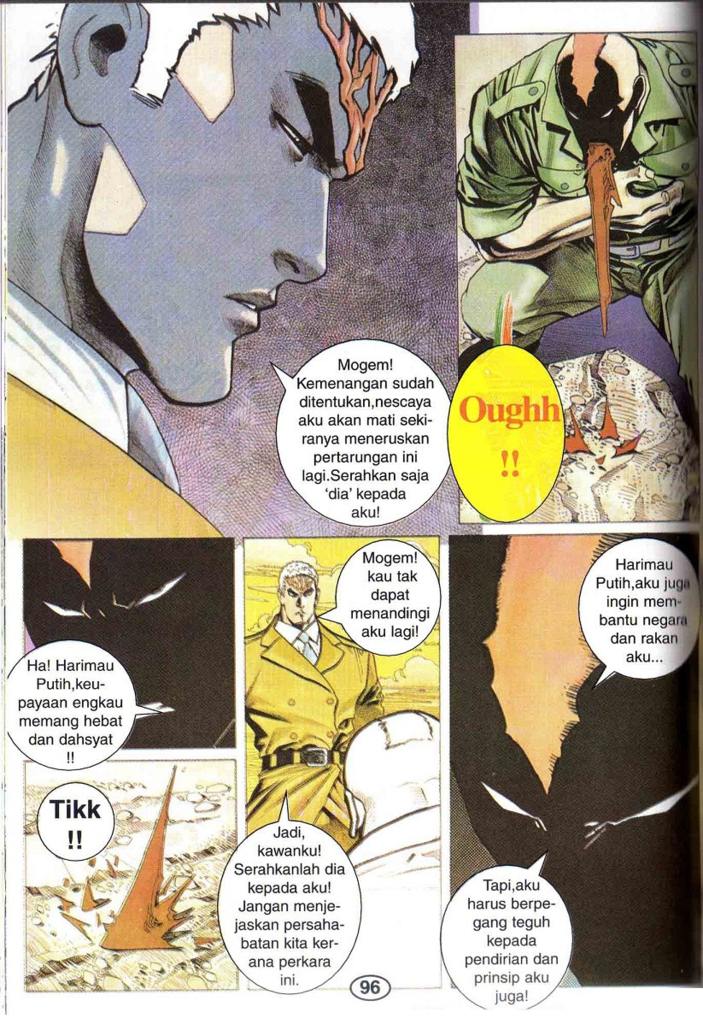 Mogem!
Kemenangan sudah
ditentukan,nescaya
aku akan mati seki-
ranya meneruskan
pertarungan ini
lagi.Serahkan saja
'dia' kepada
aku!
Oughh
!!
Ha! Harimau
Putih,keu-
payaan engkau
memang hebat
dan dahsyat
!!
Tikk
!!
Mogem!
kau tak
dapat
menandingi
aku lagi!
Jadi,
kawanku!
Serahkanlah dia
kepada aku!
Jangan menje-
jaskan persaha-
batan kita ker-
ana perkara
ini.
Harimau
Putih,aku juga
ingin mem-
bantu negara
dan rakan
aku...
Tapi,aku
harus berpe-
gang teguh
kepada
pendirian dan
prinsip aku
juga!
96